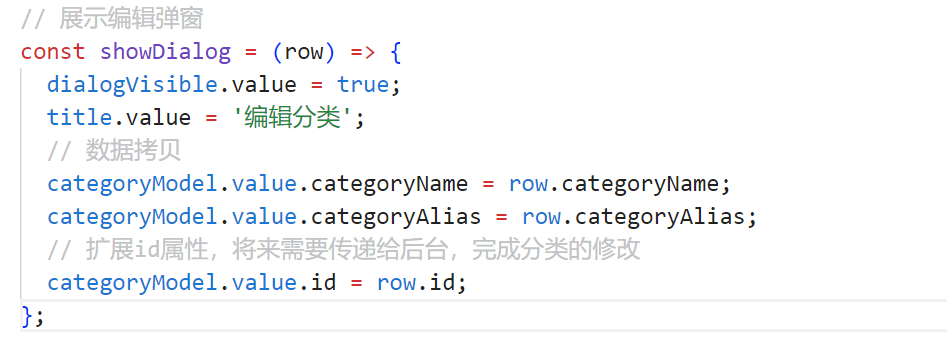 // 展示编辑弹窗
const showDialog = (row) => {
  dialogVisible.value = true;
  title.value = '编辑分类';
  // 数据拷贝
  categoryModel.value.categoryName = row.categoryName;
  categoryModel.value.categoryAlias = row.categoryAlias;
  // 扩展id属性，将来需要传递给后台，完成分类的修改
  categoryModel.value.id = row.id;
};